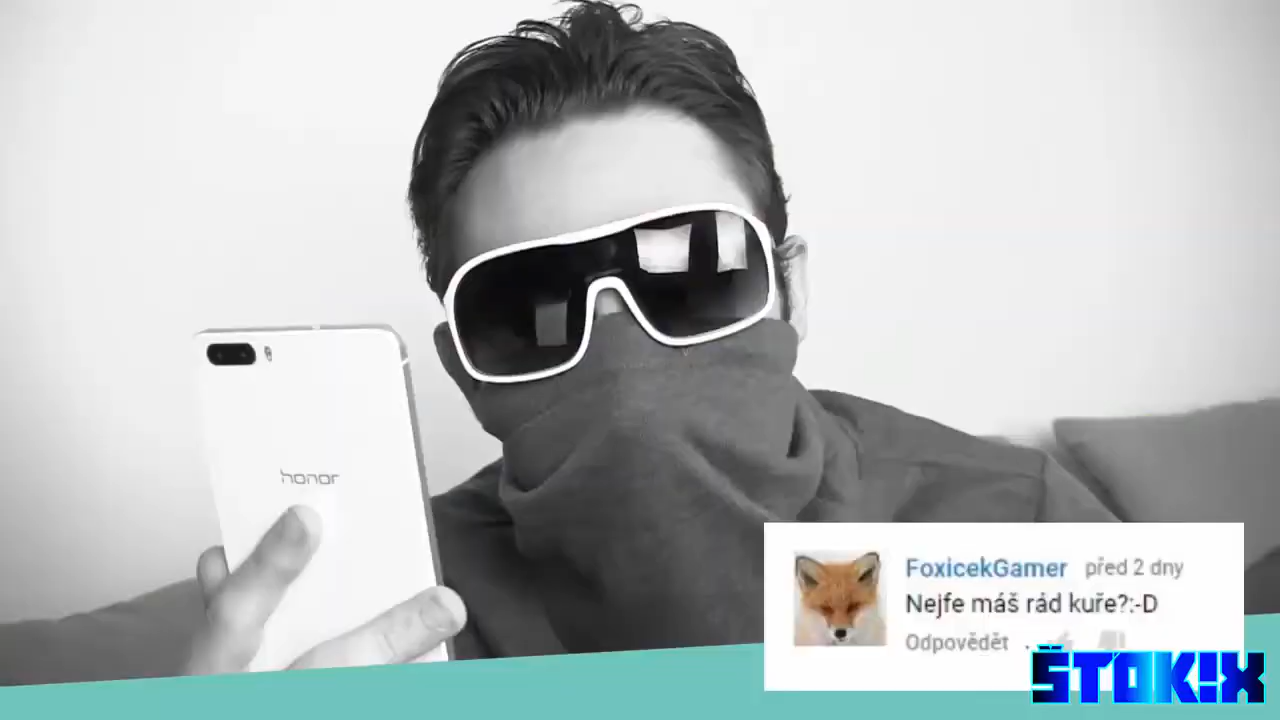 honor
FoxicekGamer před 2 dny
Nejfe máš rád kuře?:-D
Odpovědět
ŠTOK!X